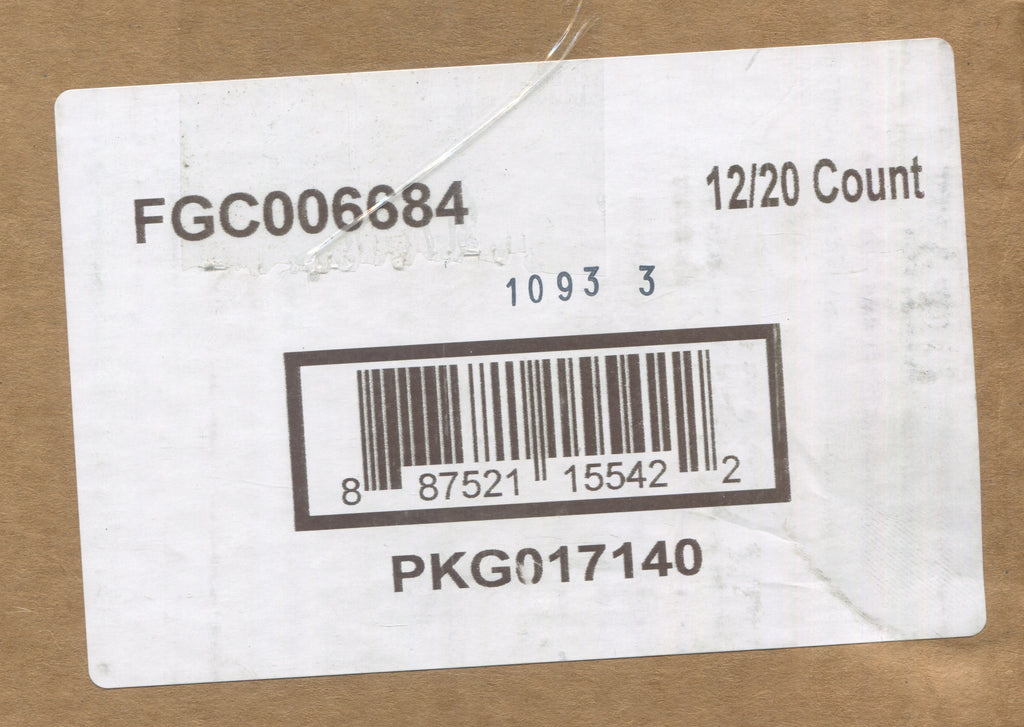 FGC006684
12/20 Count
1093 3
8 87521 15542 2
PKG017140